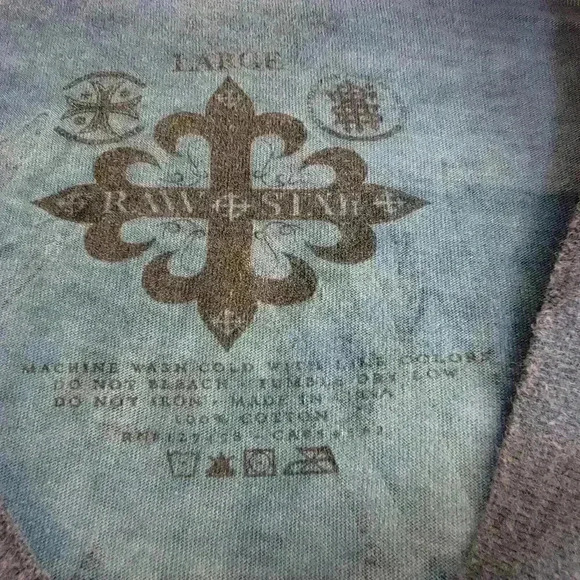 LARGE
RAW STAR
MACHINE WASH COLD WITH LIKE COLORS
DO NOT BLEACH - TUMBLE DRY LOW
DO NOT IRON - MADE IN
100% COTTON